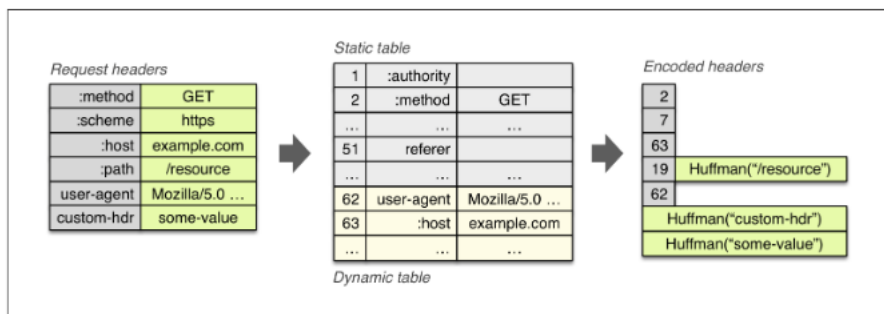 Request headers
:method GET
:scheme https
:host example.com
:path /resource
user-agent Mozilla/5.0 ...
custom-hdr some-value
Static table
1 :authority
2 :method GET
... ... ...
51 referer
... ... ...
62 user-agent Mozilla/5.0 ...
63 :host example.com
... ... ...
Dynamic table
Encoded headers
2
7
63
19 Huffman("/resource")
62
Huffman("custom-hdr")
Huffman("some-value")